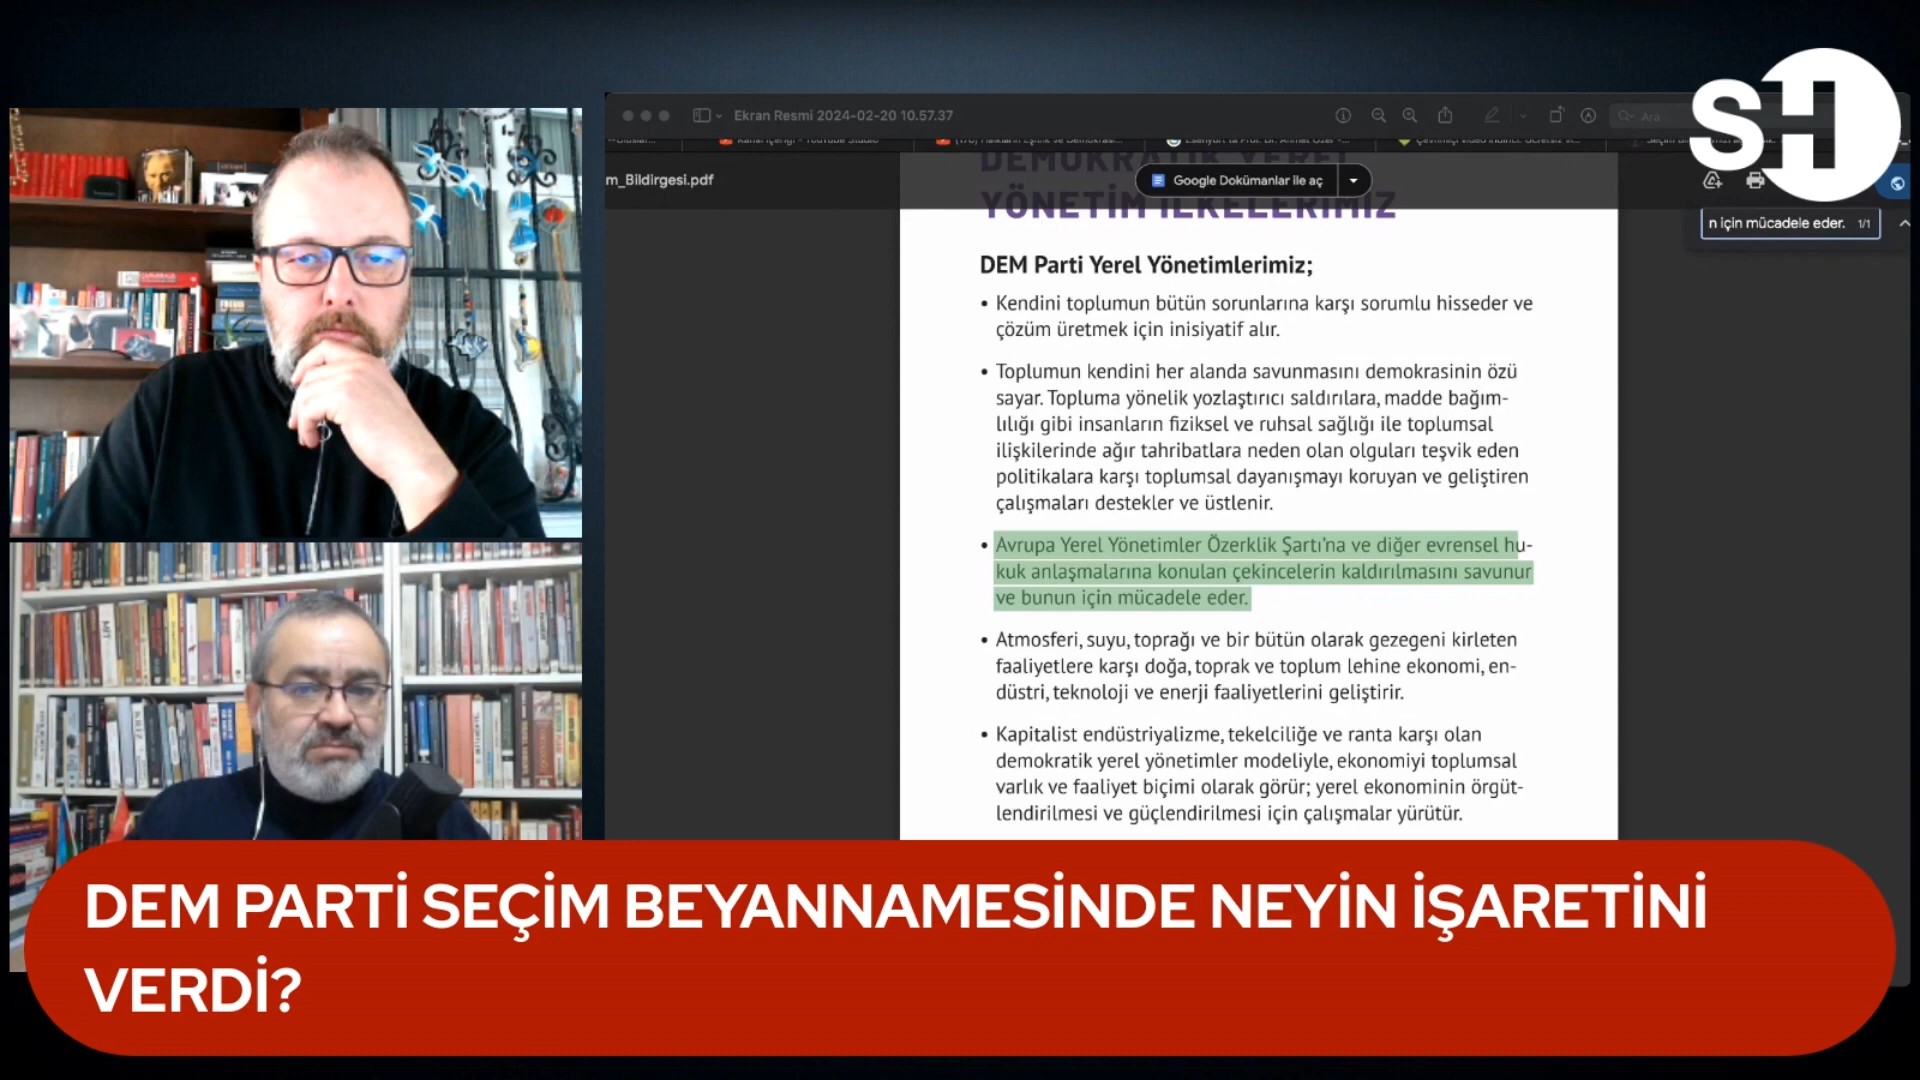 SH
Ekran Resmi 2024-02-20 10.57.37
Ara
m_Bildirgesi.pdf
Google Dokümanlar ile aç
n için mücadele eder. 1/1
DEMOKRATİK YEREL
YÖNETİM İLKELERİMİZ
DEM Parti Yerel Yönetimlerimiz;
• Kendini toplumun bütün sorunlarına karşı sorumlu hisseder ve
çözüm üretmek için inisiyatif alır.
• Toplumun kendini her alanda savunmasını demokrasinin özü
sayar. Topluma yönelik yozlaştırıcı saldırılara, madde bağım-
lılığı gibi insanların fiziksel ve ruhsal sağlığı ile toplumsal
ilişkilerinde ağır tahribatlara neden olan olguları teşvik eden
politikalara karşı toplumsal dayanışmayı koruyan ve geliştiren
çalışmaları destekler ve üstlenir.
• Avrupa Yerel Yönetimler Özerklik Şartı’na ve diğer evrensel hu-
kuk anlaşmalarına konulan çekincelerin kaldırılmasını savunur
ve bunun için mücadele eder.
• Atmosferi, suyu, toprağı ve bir bütün olarak gezegeni kirleten
faaliyetlere karşı doğa, toprak ve toplum lehine ekonomi, en-
düstri, teknoloji ve enerji faaliyetlerini geliştirir.
• Kapitalist endüstriyalizme, tekelciliğe ve ranta karşı olan
demokratik yerel yönetimler modeliyle, ekonomiyi toplumsal
varlık ve faaliyet biçimi olarak görür; yerel ekonominin örgüt-
lendirilmesi ve güçlendirilmesi için çalışmalar yürütür.
DEM PARTİ SEÇİM BEYANNAMESİNDE NEYİN İŞARETİNİ
VERDİ?